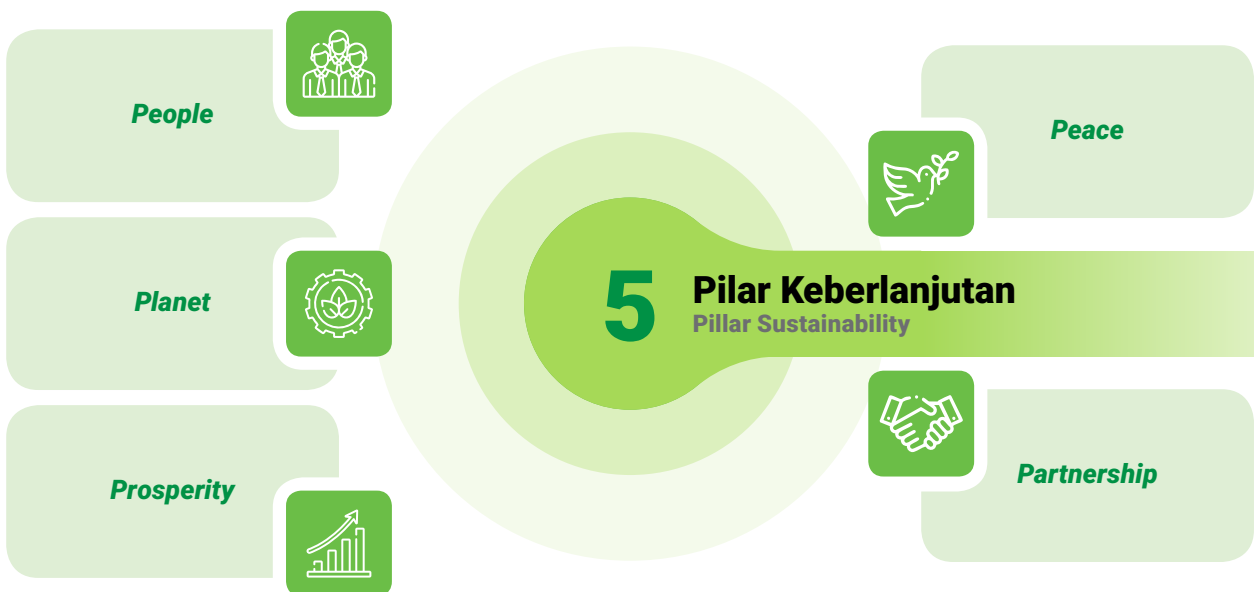 People
Planet
Prosperity
5
Pilar Keberlanjutan
Pillar Sustainability
Peace
Partnership